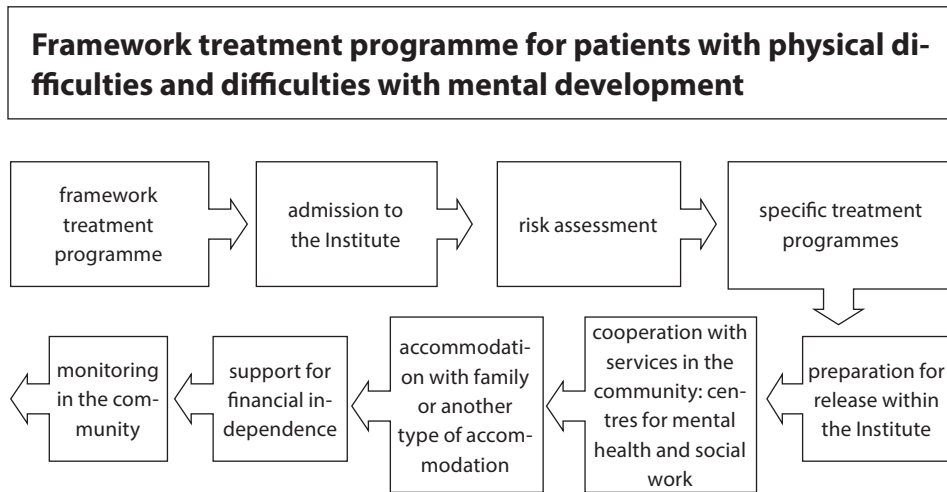 Framework treatment programme for patients with physical di-
fficulties and difficulties with mental development
framework
treatment
programme
admission to
the Institute
risk assessment
specific treatment
programmes
preparation for
release within
the Institute
cooperation with
services in the
community: cen-
tres for mental
health and social
work
accommodati-
on with family
or another
type of accom-
modation
support for
financial in-
dependence
monitoring
in the com-
munity